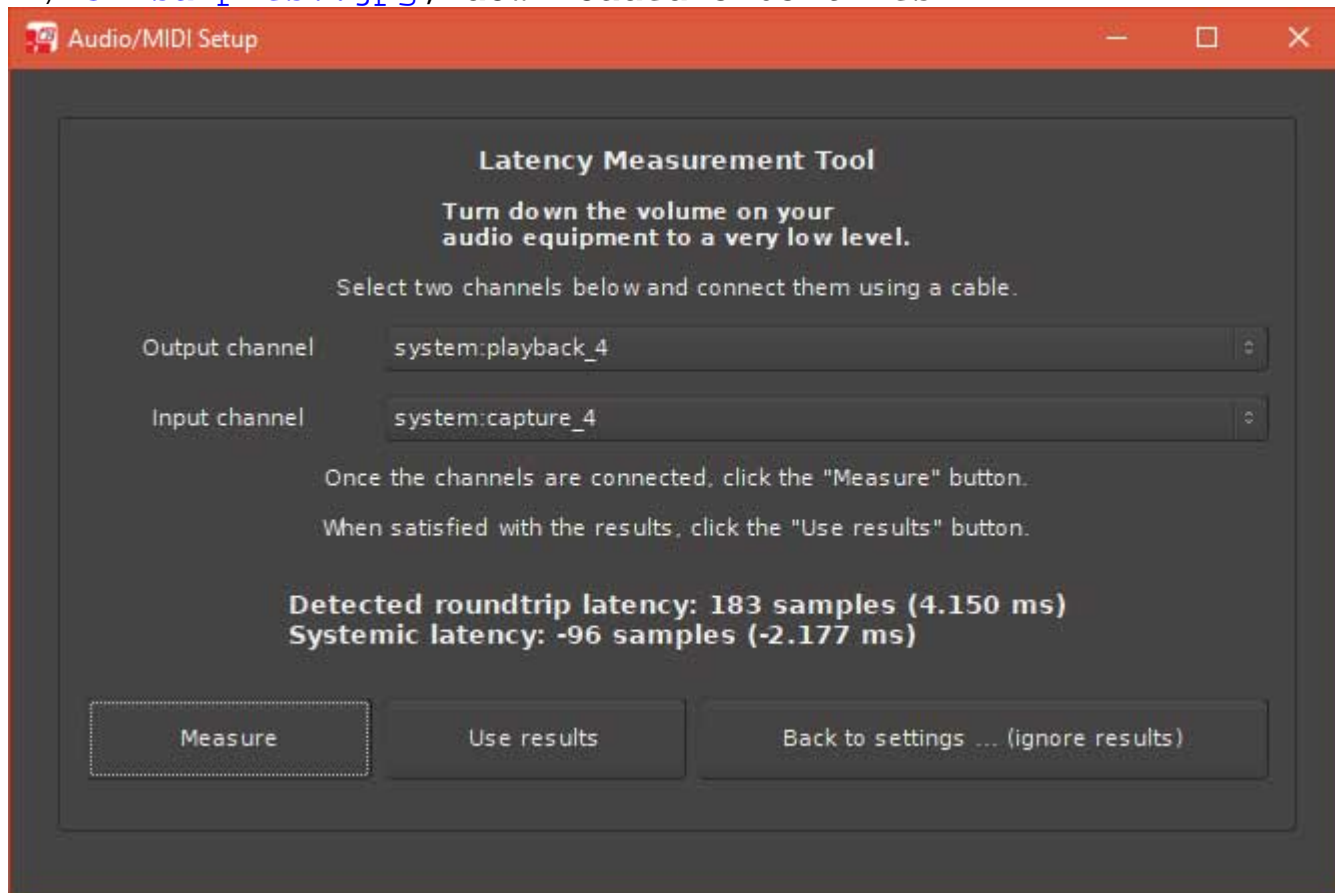 Audio/MIDI Setup
Latency Measurement Tool
Turn down the volume on your
audio equipment to a very low level.
Select two channels below and connect them using a cable.
Output channel system:playback_4
Input channel system:capture_4
Once the channels are connected, click the "Measure" button.
When satisfied with the results, click the "Use results" button.
Detected roundtrip latency: 183 samples (4.150 ms)
Systemic latency: -96 samples (-2.177 ms)
Measure Use results Back to settings ... (ignore results)